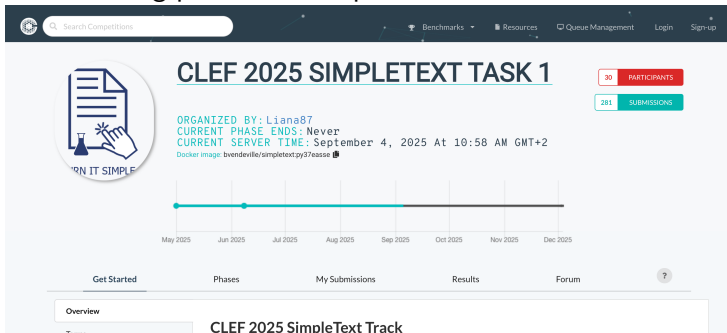 Search Competitions
Benchmarks
Resources
Queue Management
Login
Sign-up
CLEF 2025 SIMPLETEXT TASK 1
30 PARTICIPANTS
281 SUBMISSIONS
ORGANIZED BY: Liana87
CURRENT PHASE ENDS: Never
CURRENT SERVER TIME: September 4, 2025 At 10:58 AM GMT+2
Docker image: bvendeville/simpletext:py37easse
RN IT SIMPLE
May 2025 Jun 2025 Jul 2025 Aug 2025 Sep 2025 Oct 2025 Nov 2025 Dec 2025
Get Started Phases My Submissions Results Forum ?
Overview
CLEF 2025 SimpleText Track